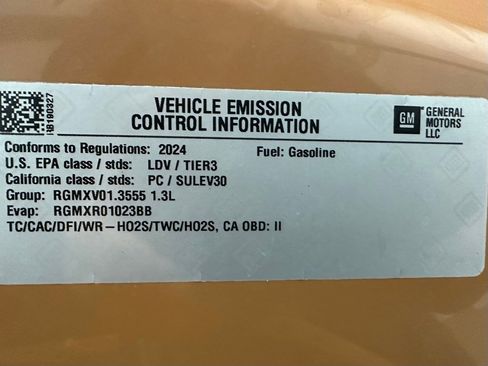 HB190327
VEHICLE EMISSION
CONTROL INFORMATION
GM
GENERAL
MOTORS
LLC
Conforms to Regulations: 2024
Fuel: Gasoline
U.S. EPA class / stds: LDV / TIER3
California class / stds: PC / SULEV30
Group: RGMXV01.3555 1.3L
Evap: RGMXR01023BB
TC/CAC/DFI/WR-HO2S/TWC/HO2S, CA OBD: II